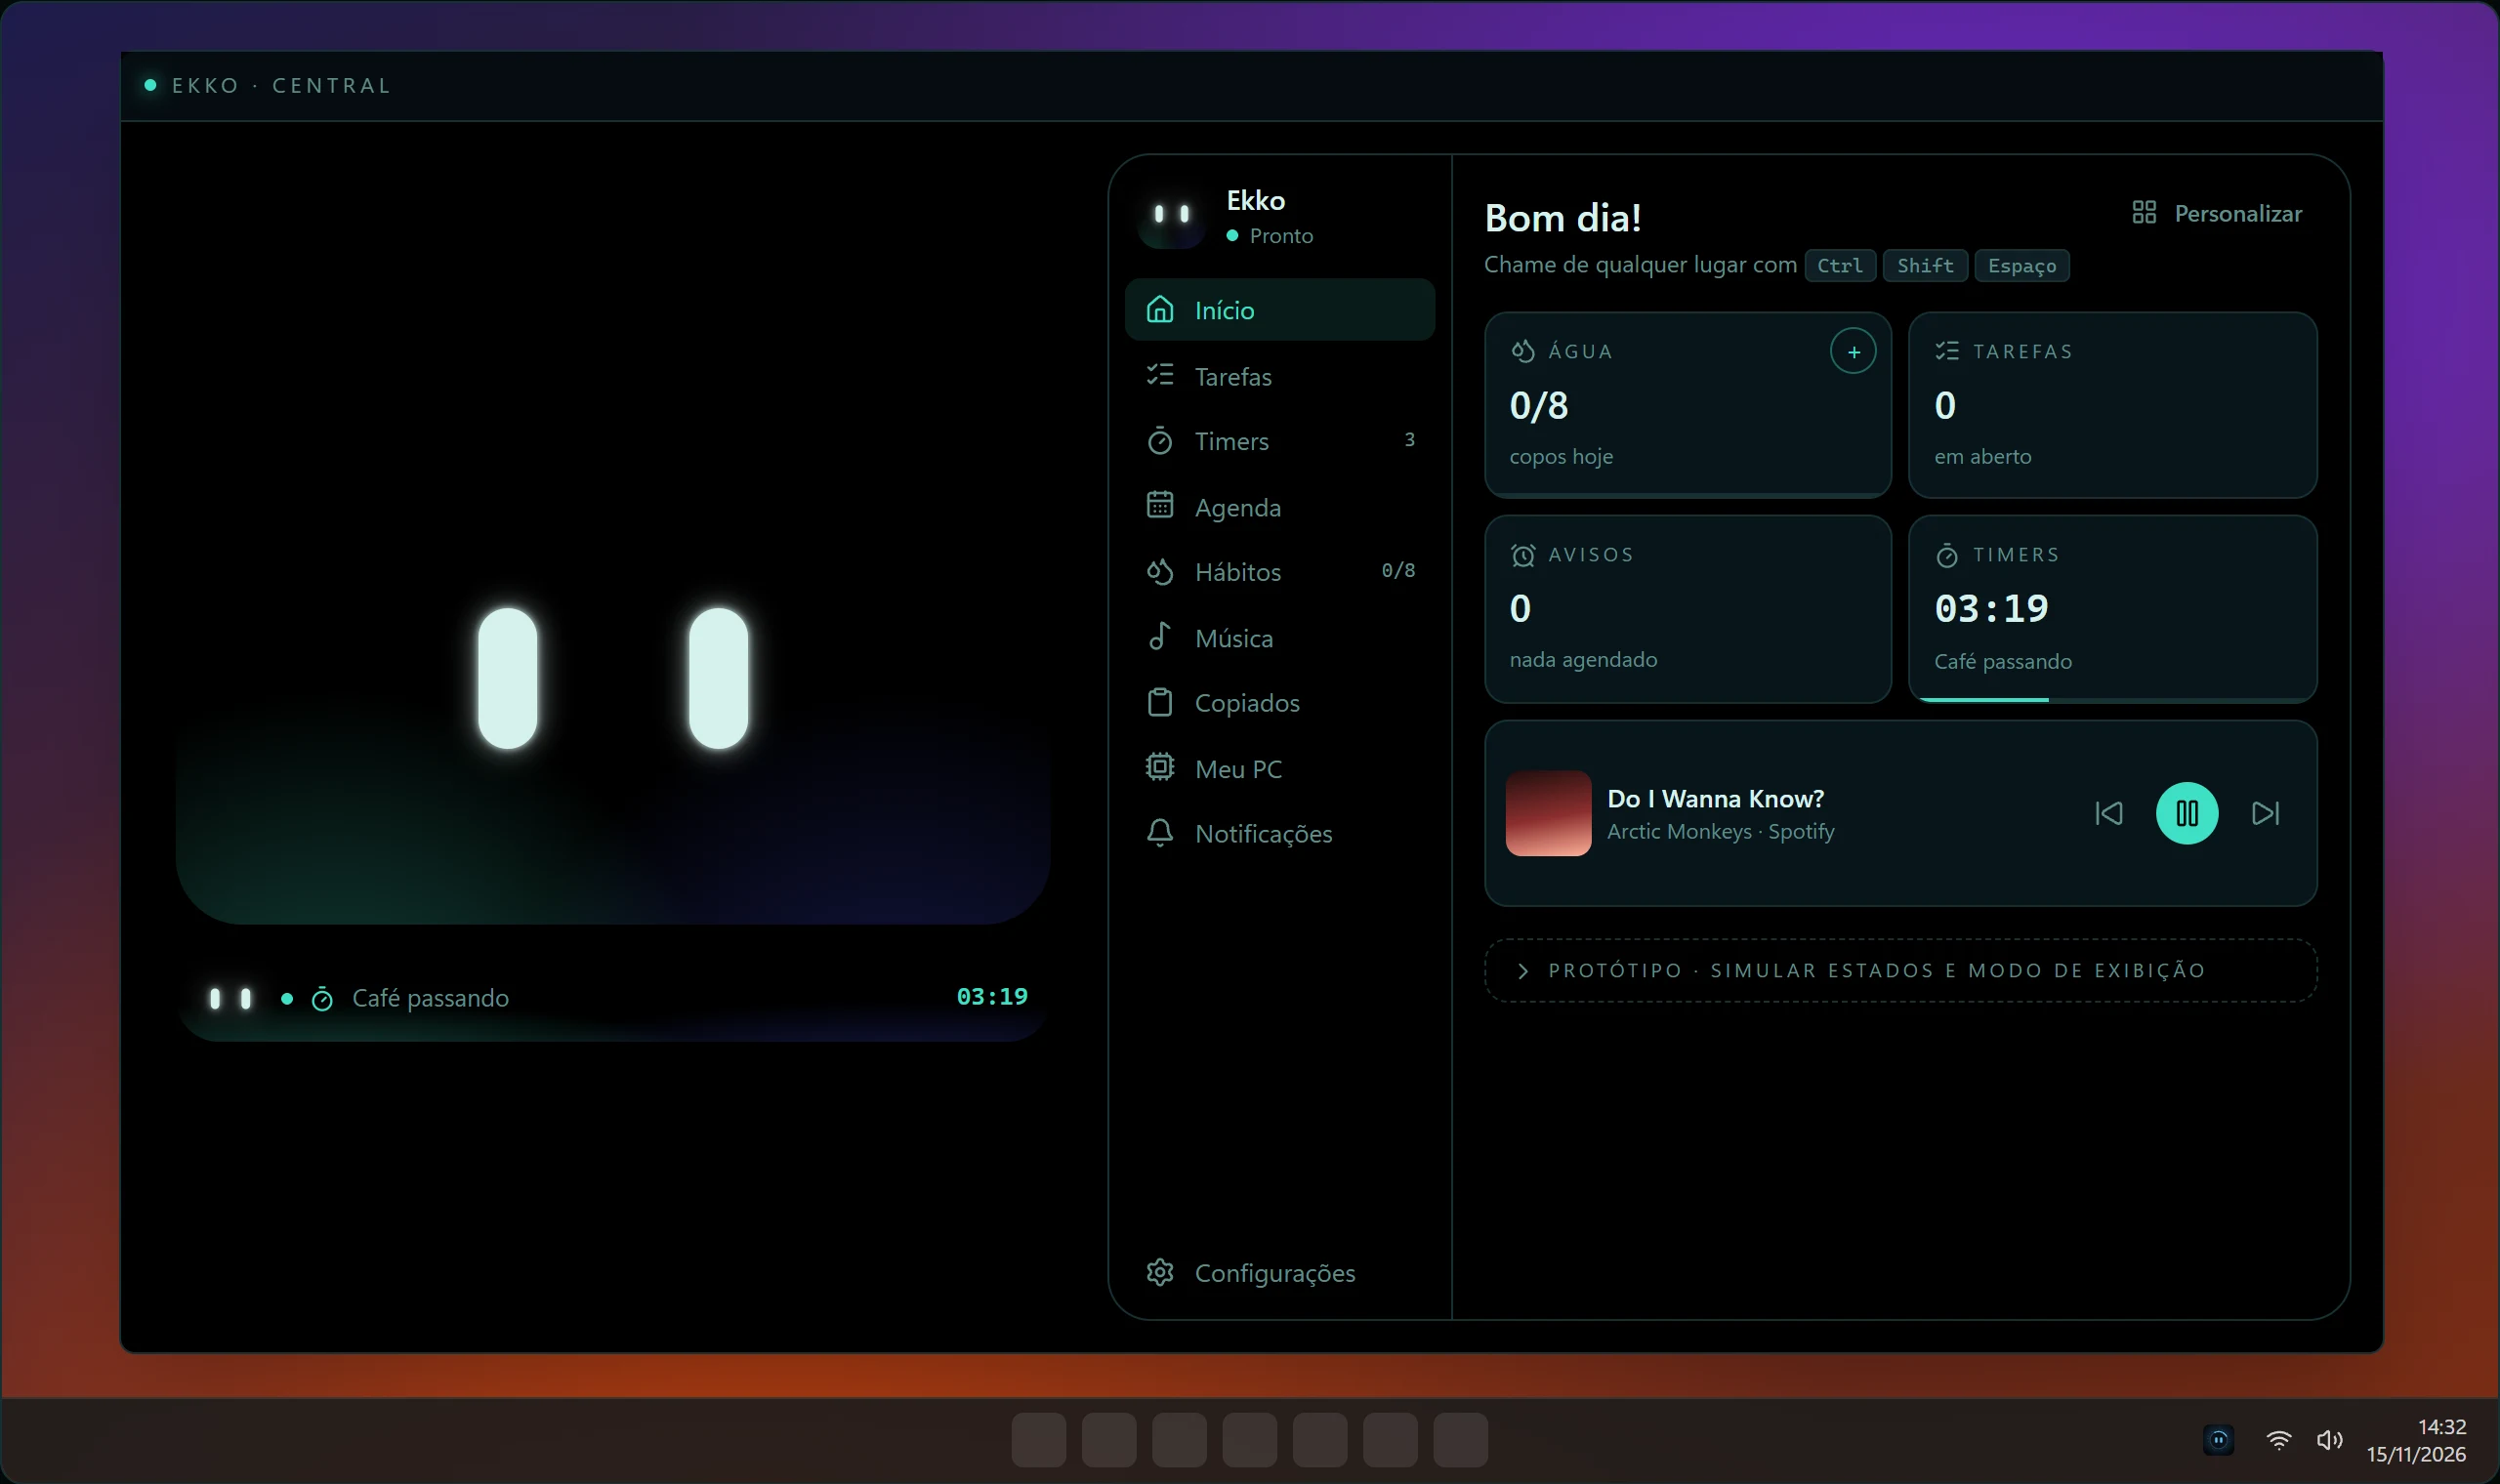 EKKO · CENTRAL
Ekko
Pronto
Início
Tarefas
Timers 3
Agenda
Hábitos 0/8
Música
Copiados
Meu PC
Notificações
Configurações
Bom dia!
Personalizar
Chame de qualquer lugar com Ctrl Shift Espaço
ÁGUA
+
0/8
copos hoje
TAREFAS
0
em aberto
AVISOS
0
nada agendado
TIMERS
03:19
Café passando
Do I Wanna Know?
Arctic Monkeys · Spotify
PROTÓTIPO · SIMULAR ESTADOS E MODO DE EXIBIÇÃO
Café passando 03:19
14:32
15/11/2026